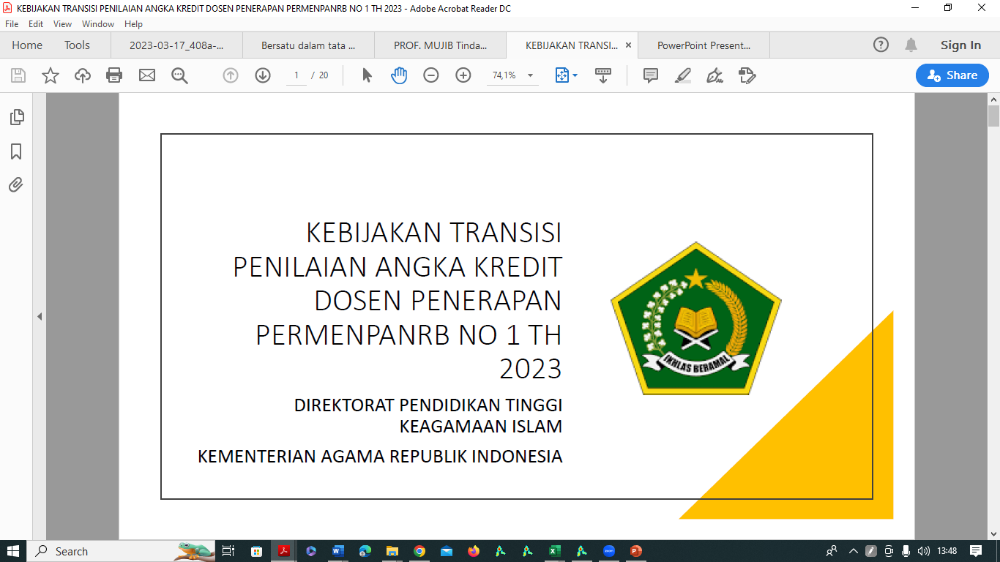 KEBIJAKAN TRANSISI PENILAIAN ANGKA KREDIT DOSEN PENERAPAN PERMENPANRB NO 1 TH 2023 - Adobe Acrobat Reader DC
File Edit View Window Help
Home Tools 2023-03-17_408a-... Bersatu dalam tata ... PROF. MUJIB Tinda... KEBIJAKAN TRANSI... PowerPoint Present... Sign In
1 / 20 74,1% Share
KEBIJAKAN TRANSISI
PENILAIAN ANGKA KREDIT
DOSEN PENERAPAN
PERMENPANRB NO 1 TH
2023
DIREKTORAT PENDIDIKAN TINGGI
KEAGAMAAN ISLAM
KEMENTERIAN AGAMA REPUBLIK INDONESIA
IKHLAS BERAMAL
Search 13:48